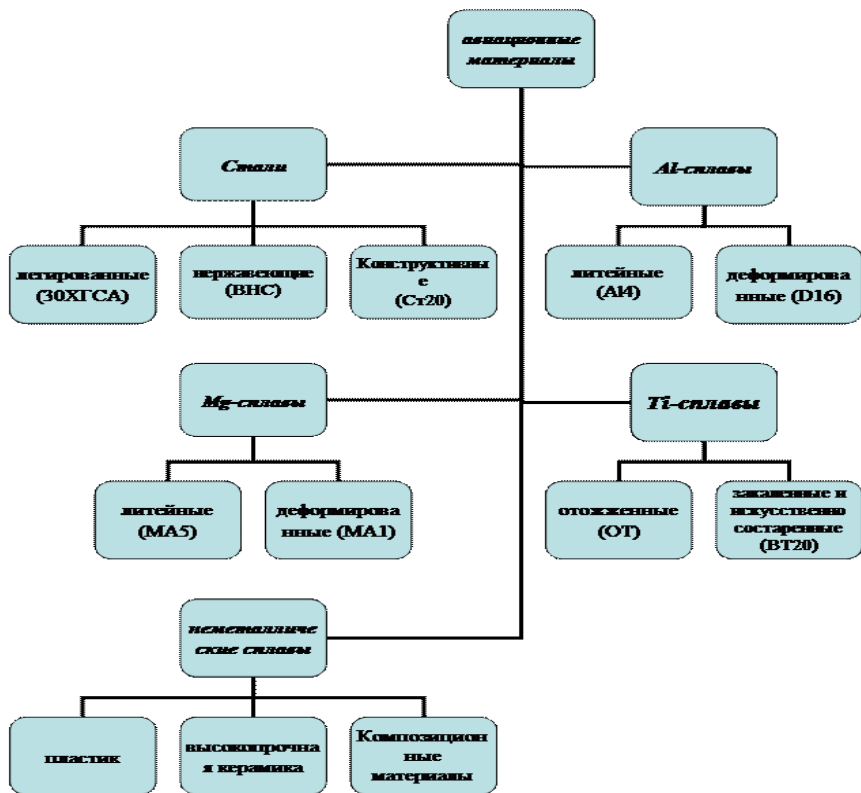 авиационные
материалы
Стали
Al-сплавы
легированные
(30ХГСА)
нержавеющие
(ВНС)
Конструктивны
е
(Ст20)
литейные
(Al4)
деформирова
нные (D16)
Mg-сплавы
Ti-сплавы
литейные
(МА5)
деформирова
нные (МА1)
отожженные
(ОТ)
закаленные и
искусственно
состаренные
(ВТ20)
неметалличе
ские сплавы
пластик
высокопрочна
я керамика
Композицион
ные
материалы